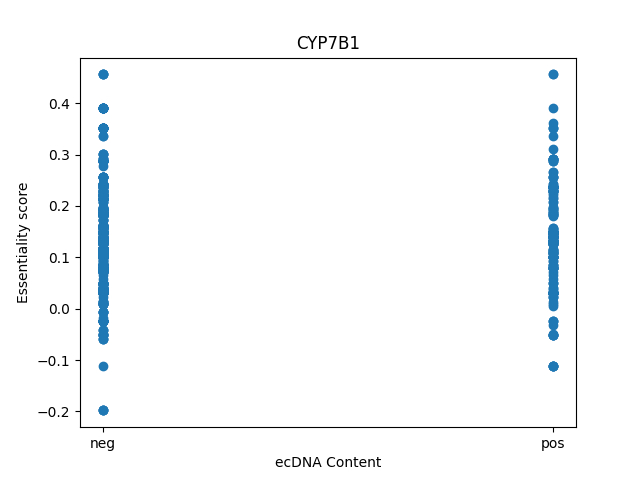 CYP7B1
Essentiality score
0.4
0.3
0.2
0.1
0.0
−0.1
−0.2
neg
pos
ecDNA Content